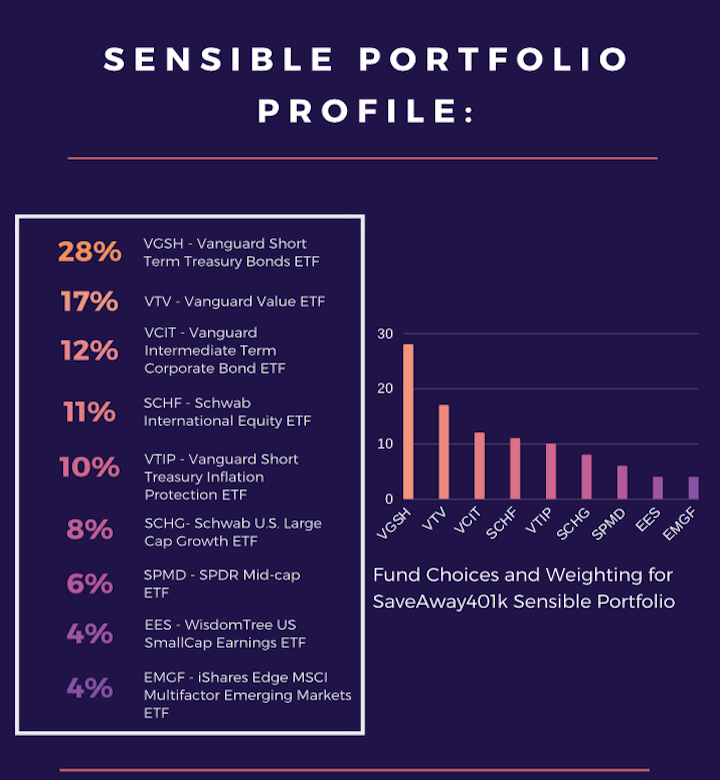 SENSIBLE PORTFOLIO
PROFILE:
28%
VGSH - Vanguard Short
Term Treasury Bonds ETF
17%
VTV - Vanguard Value ETF
12%
VCIT - Vanguard
Intermediate Term
Corporate Bond ETF
11%
SCHF - Schwab
International Equity ETF
10%
VTIP - Vanguard Short
Treasury Inflation
Protection ETF
8%
SCHG- Schwab U.S. Large
Cap Growth ETF
6%
SPMD - SPDR Mid-cap
ETF
4%
EES - WisdomTree US
SmallCap Earnings ETF
4%
EMGF - iShares Edge MSCI
Multifactor Emerging Markets
ETF
30
20
10
0
VGSH
VTV
VCIT
SCHF
VTIP
SCHG
SPMD
EES
EMGF
Fund Choices and Weighting for
SaveAway401k Sensible Portfolio